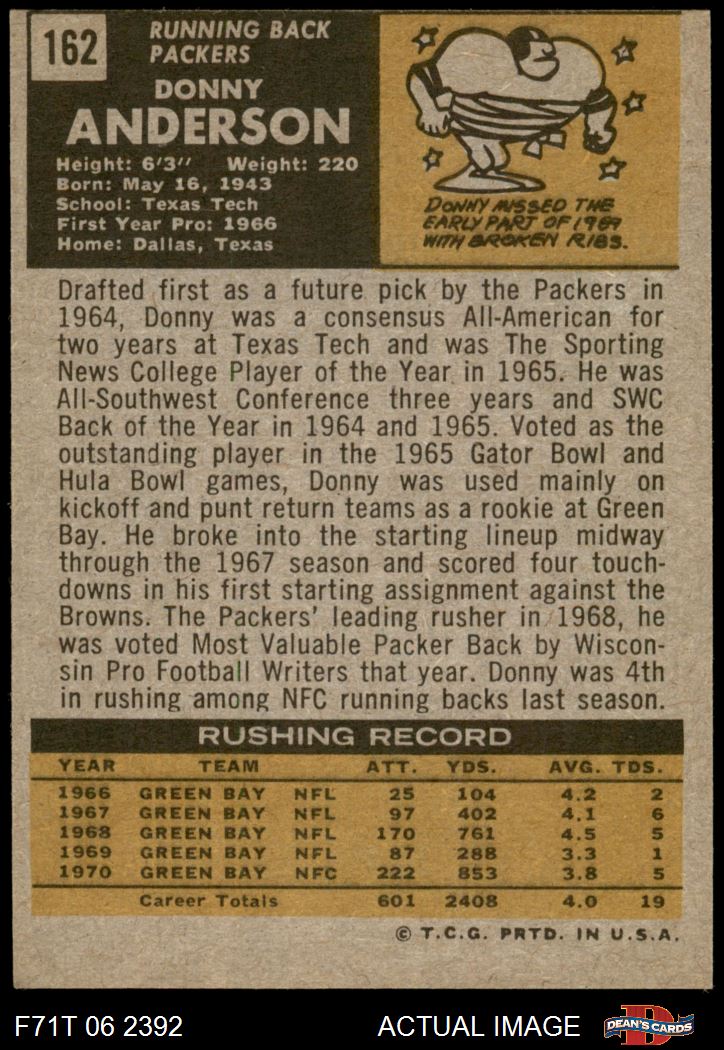 162
RUNNING BACK
PACKERS
DONNY
ANDERSON
Height: 6'3″ Weight: 220
Born: May 16, 1943
School: Texas Tech
First Year Pro: 1966
Home: Dallas, Texas
DONNY MISSED THE
EARLY PART OF 1969
WITH BROKEN RIBS.
Drafted first as a future pick by the Packers in
1964, Donny was a consensus All-American for
two years at Texas Tech and was The Sporting
News College Player of the Year in 1965. He was
All-Southwest Conference three years and SWC
Back of the Year in 1964 and 1965. Voted as the
outstanding player in the 1965 Gator Bowl and
Hula Bowl games, Donny was used mainly on
kickoff and punt return teams as a rookie at Green
Bay. He broke into the starting lineup midway
through the 1967 season and scored four touch-
downs in his first starting assignment against the
Browns. The Packers' leading rusher in 1968, he
was voted Most Valuable Packer Back by Wiscon-
sin Pro Football Writers that year. Donny was 4th
in rushing among NFC running backs last season.
RUSHING RECORD
YEAR TEAM ATT. YDS. AVG. TDS.
1966 GREEN BAY NFL 25 104 4.2 2
1967 GREEN BAY NFL 97 402 4.1 6
1968 GREEN BAY NFL 170 761 4.5 5
1969 GREEN BAY NFL 87 288 3.3 1
1970 GREEN BAY NFC 222 853 3.8 5
Career Totals 601 2408 4.0 19
© T.C.G. PRTD. IN U.S.A.
F71T 06 2392 ACTUAL IMAGE D DEAN'S CARDS